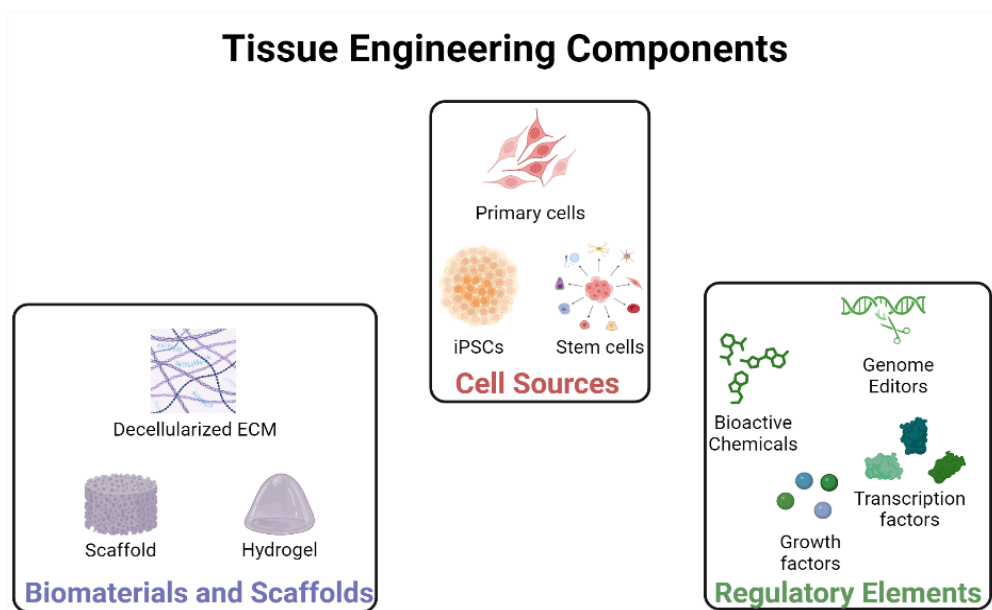 Tissue Engineering Components
Primary cells
iPSCs
Stem cells
Cell Sources
Decellularized ECM
Scaffold
Hydrogel
Biomaterials and Scaffolds
Genome
Editors
Bioactive
Chemicals
Transcription
factors
Growth
factors
Regulatory Elements